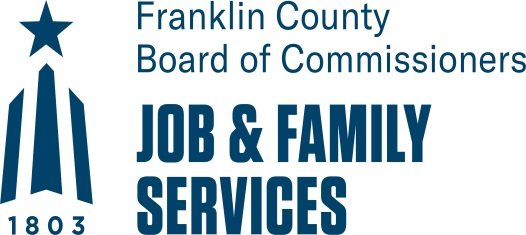 Franklin County
Board of Commissioners
JOB & FAMILY
SERVICES
1803